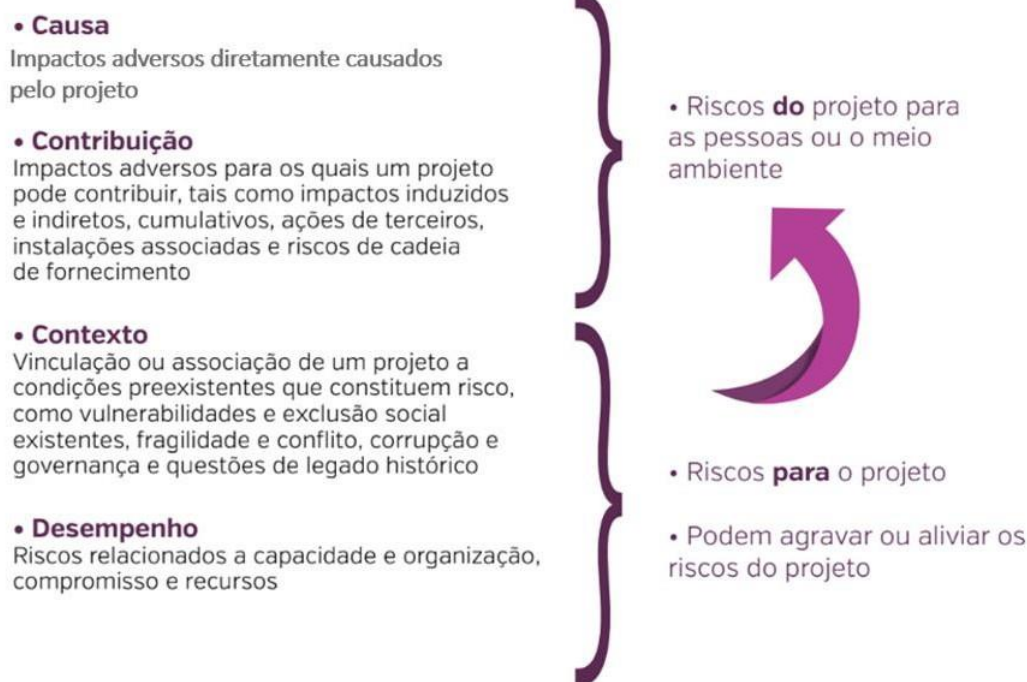 • Causa
Impactos adversos diretamente causados
pelo projeto
• Contribuição
Impactos adversos para os quais um projeto
pode contribuir, tais como impactos induzidos
e indiretos, cumulativos, ações de terceiros,
instalações associadas e riscos de cadeia
de fornecimento
• Riscos do projeto para
as pessoas ou o meio
ambiente
• Contexto
Vinculação ou associação de um projeto a
condições preexistentes que constituem risco,
como vulnerabilidades e exclusão social
existentes, fragilidade e conflito, corrupção e
governança e questões de legado histórico
• Desempenho
Riscos relacionados a capacidade e organização,
compromisso e recursos
• Riscos para o projeto
• Podem agravar ou aliviar os
riscos do projeto